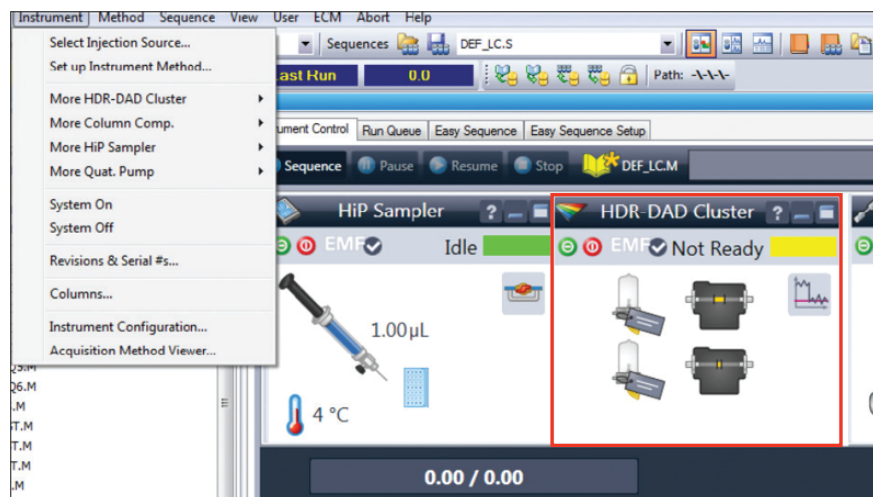 Instrument Method Sequence View User ECM Abort Help
Select Injection Source...
Set up Instrument Method...
More HDR-DAD Cluster
More Column Comp.
More HiP Sampler
More Quat. Pump
System On
System Off
Revisions & Serial #s...
Columns...
Instrument Configuration...
Acquisition Method Viewer...
Sequences DEF_LC.S
Last Run 0.0 Path: -\-\-\-
Control Run Queue Easy Sequence Easy Sequence Setup
Sequence Pause Resume Stop DEF_LC.M
HiP Sampler ? HDR-DAD Cluster ?
EMF Idle EMF Not Ready
1.00 µL
4 °C
Q6.M
.M
T.M
T.M
T.M
.M
0.00 / 0.00